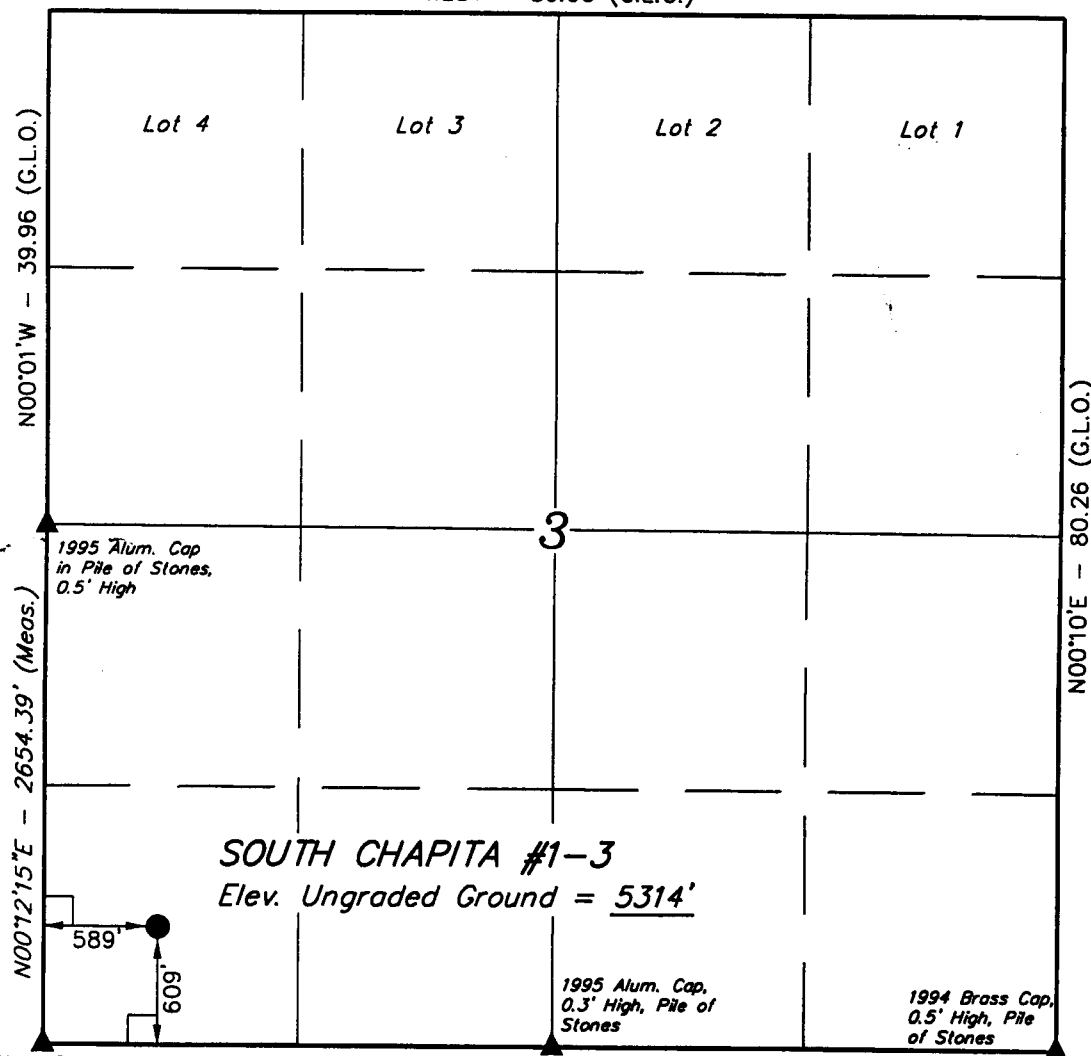 Lot 4
Lot 3
Lot 2
Lot 1
N00°01'W - 39.96 (G.L.O.)
N00°10'E - 80.26 (G.L.O.)
3
1995 Alum. Cap
in Pile of Stones,
0.5' High
N00°12'15"E - 2654.39' (Meas.)
SOUTH CHAPITA #1-3
Elev. Ungraded Ground = 5314'
589'
609'
1995 Alum. Cap,
0.3' High, Pile of
Stones
1994 Brass Cap,
0.5' High, Pile
of Stones